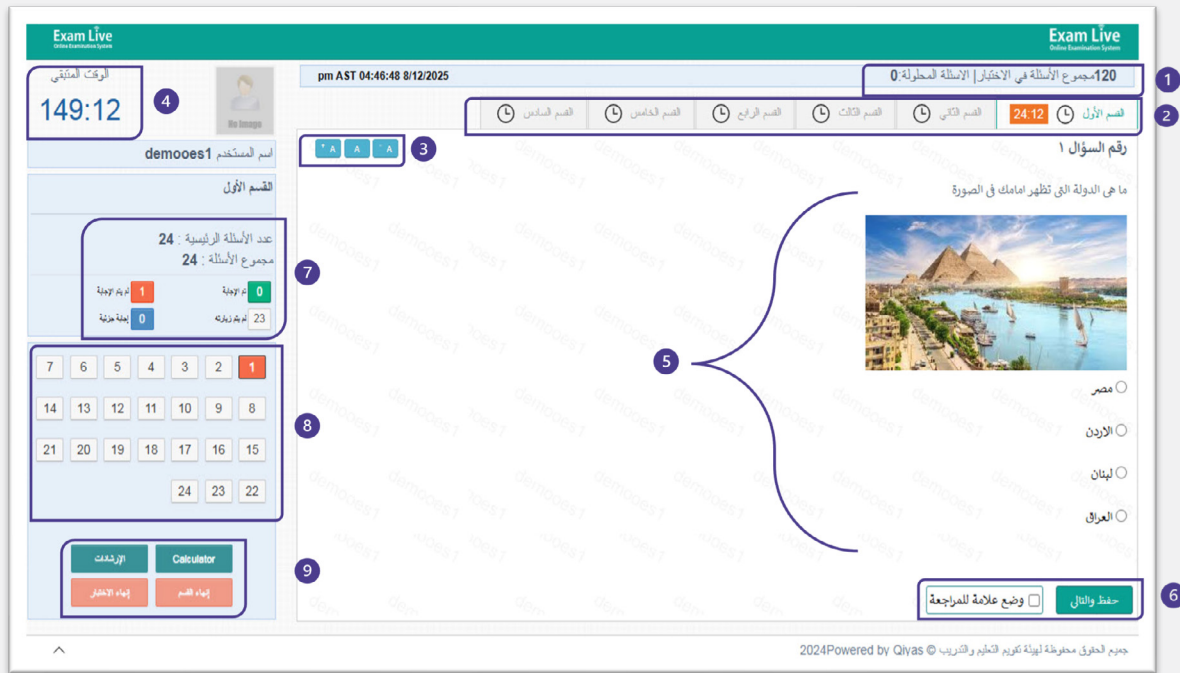 Exam Live
Online Examination System
Exam Live
Online Examination System
120مجموع الأسئلة في الاختبار| الاسئلة المحلولة:0
1
pm AST 04:46:48 8/12/2025
الوقت المتبقي
149:12
4
No Image
القسم الأول 24:12
القسم الثاني
القسم الثالث
القسم الرابع
القسم الخامس
القسم السادس
2
اسم المستخدم demooes1
رقم السؤال ١
A A A
3
القسم الأول
ما هى الدولة التى تظهر امامك فى الصورة
عدد الأسئلة الرئيسية : 24
مجموع الأسئلة : 24
7
0 تم الإجابة
1 لم يتم الإجابة
23 لم يتم زيارته
0 إجابة جزئية
5
1 2 3 4 5 6 7
8 9 10 11 12 13 14
15 16 17 18 19 20 21
22 23 24
8
مصر
الاردن
لبنان
العراق
Calculator
الإرشادات
إنهاء القسم
إنهاء الاختبار
9
حفظ والتالي
وضع علامة للمراجعة
6
جميع الحقوق محفوظة لهيئة تقويم التعليم والتدريب © 2024Powered by Qiyas
demooes1